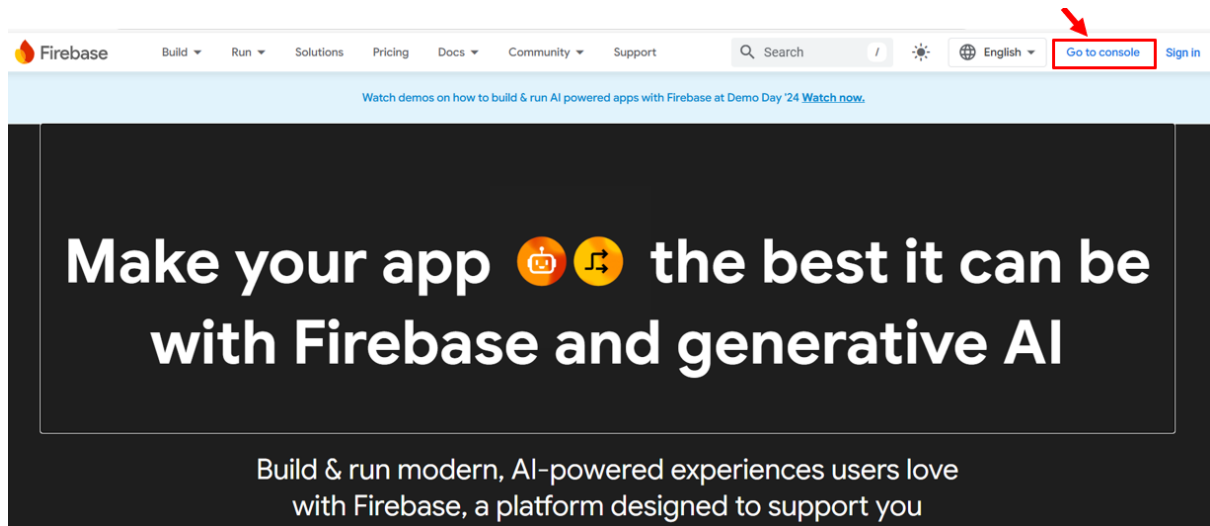 Firebase Build Run Solutions Pricing Docs Community Support Search / English Go to console Sign in
Watch demos on how to build & run AI powered apps with Firebase at Demo Day '24 Watch now.
Make your app the best it can be
with Firebase and generative AI
Build & run modern, AI-powered experiences users love
with Firebase, a platform designed to support you